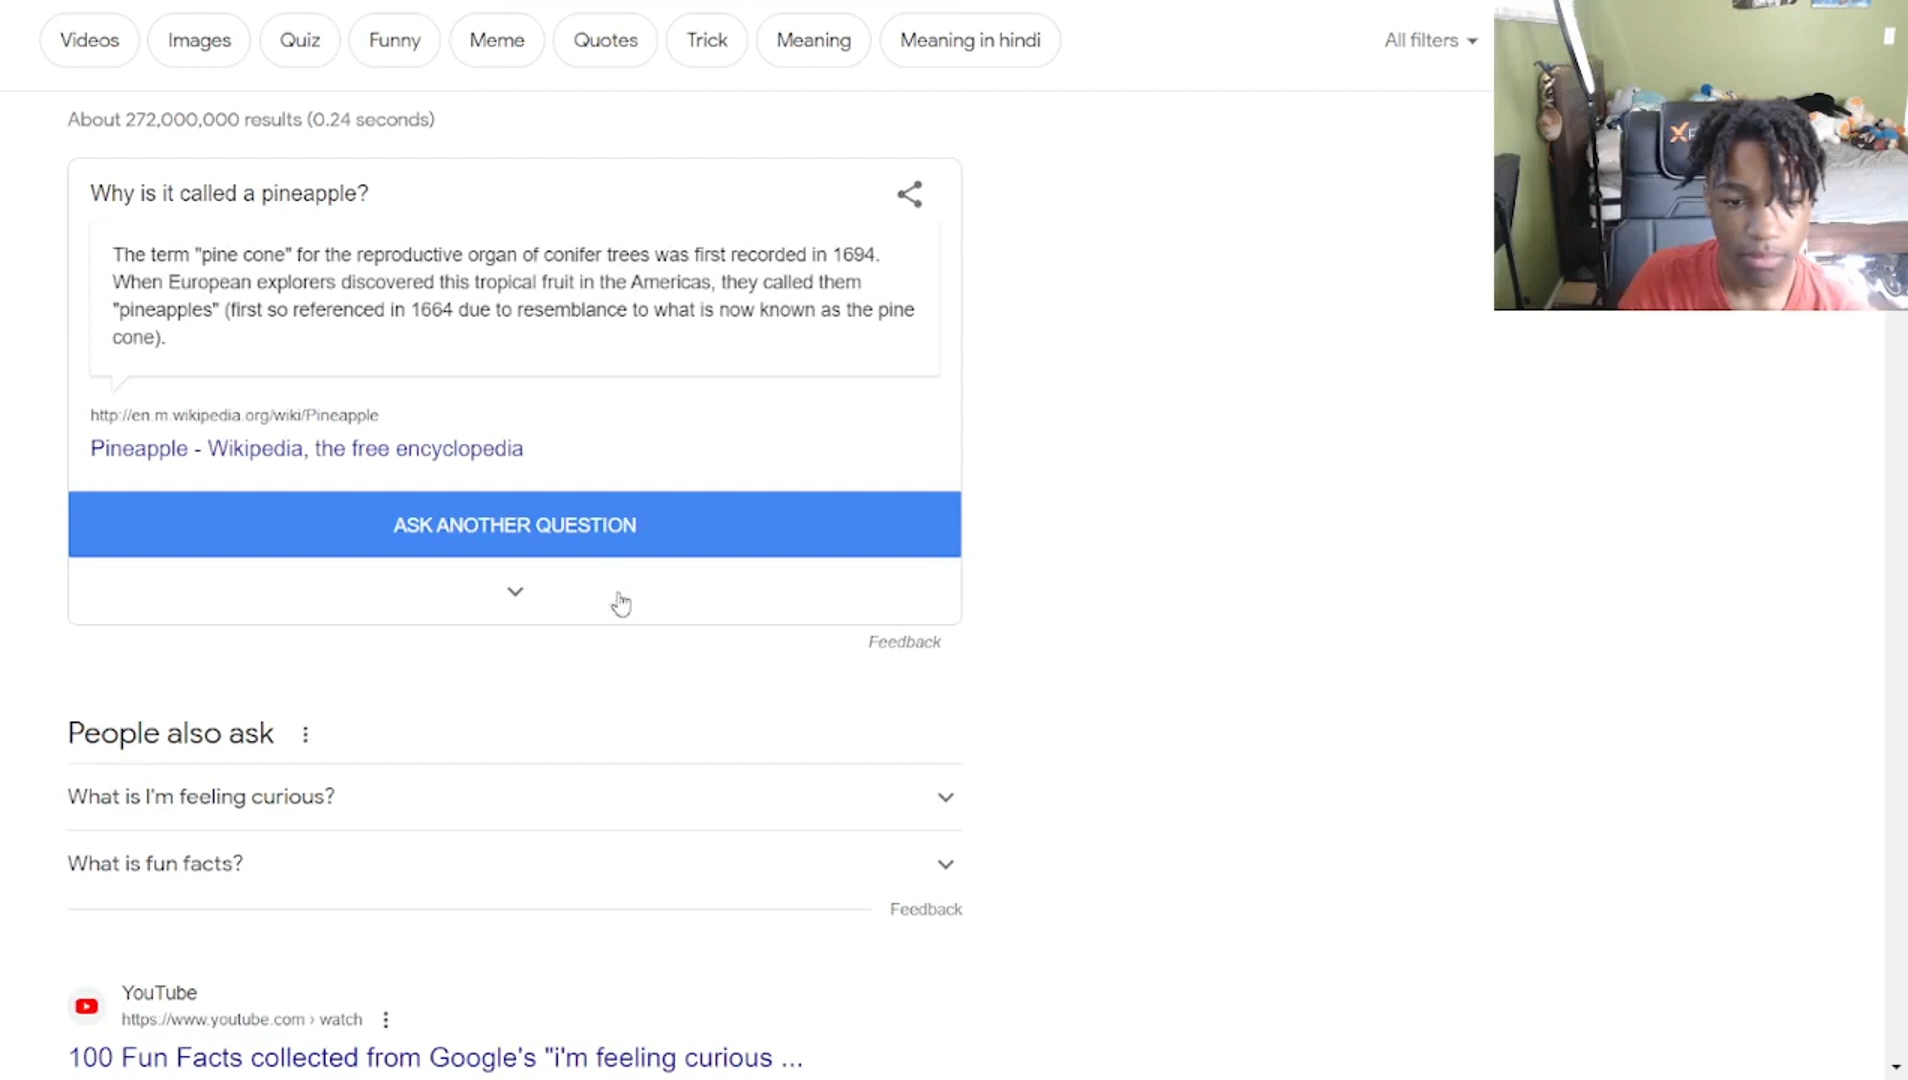 Videos
Images
Quiz
Funny
Meme
Quotes
Trick
Meaning
Meaning in hindi
All filters
About 272,000,000 results (0.24 seconds)
Why is it called a pineapple?
The term "pine cone" for the reproductive organ of conifer trees was first recorded in 1694.
When European explorers discovered this tropical fruit in the Americas, they called them
"pineapples" (first so referenced in 1664 due to resemblance to what is now known as the pine
cone).
http://en.m.wikipedia.org/wiki/Pineapple
Pineapple - Wikipedia, the free encyclopedia
ASK ANOTHER QUESTION
Feedback
People also ask
What is I'm feeling curious?
What is fun facts?
Feedback
YouTube
https://www.youtube.com › watch
100 Fun Facts collected from Google's "i'm feeling curious ...